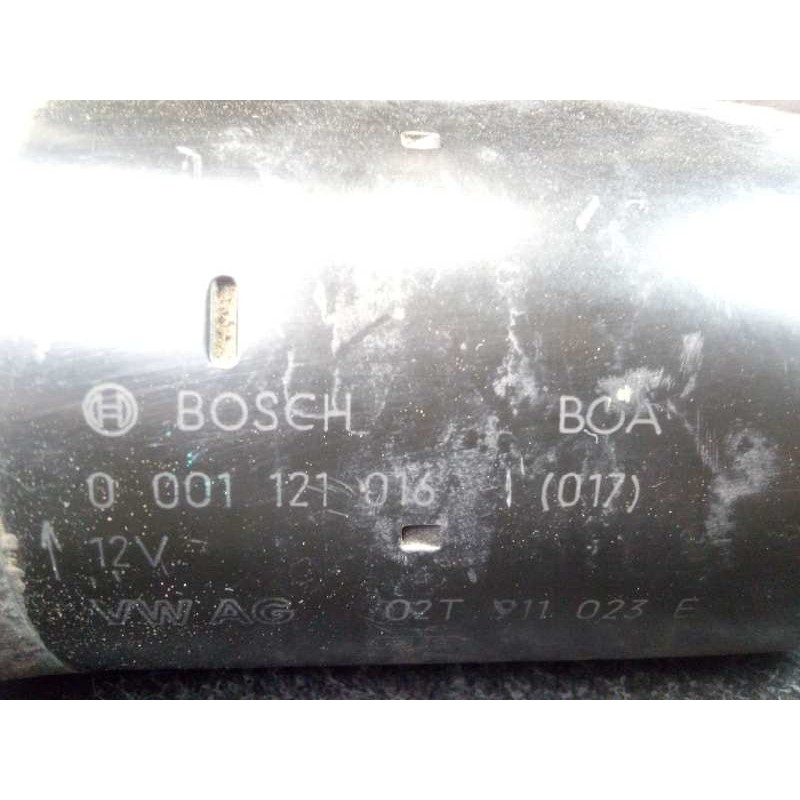 BOSCH BOA
0 001 121 016 (017)
12V
VW AG 02T 911 023 E